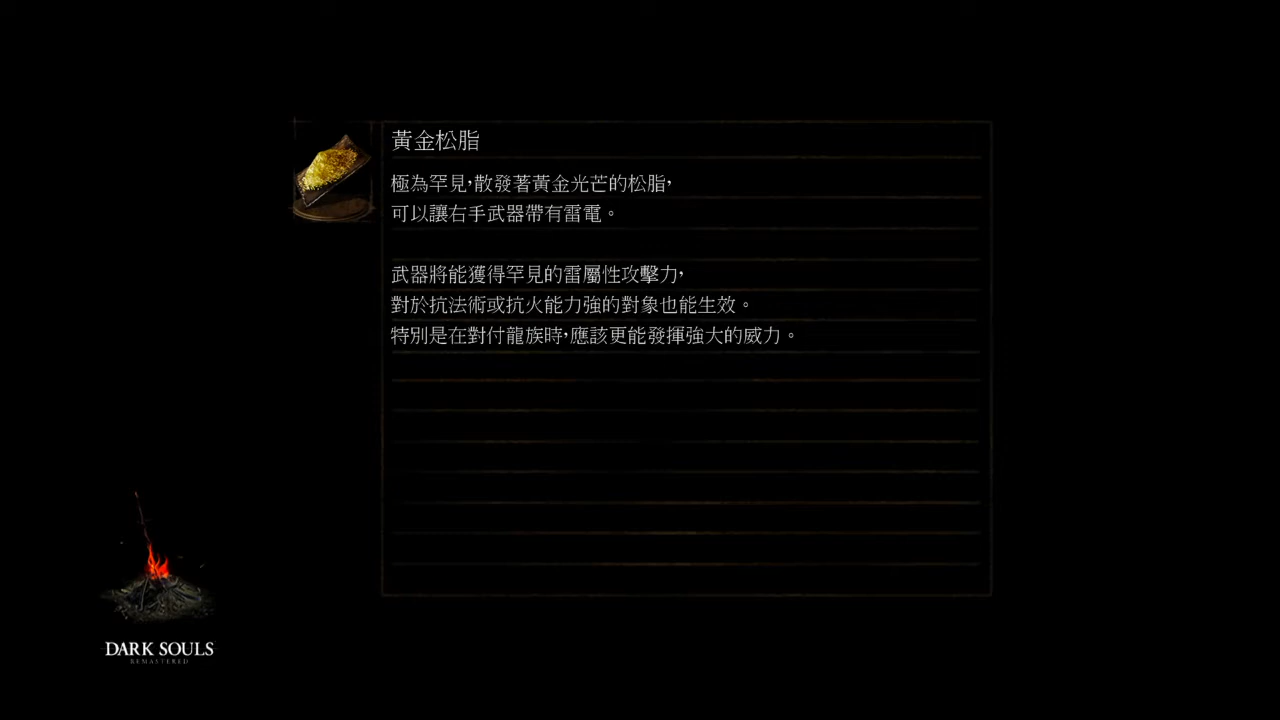 黃金松脂
極為罕見,散發著黃金光芒的松脂,
可以讓右手武器帶有雷電。
武器將能獲得罕見的雷屬性攻擊力,
對於抗法術或抗火能力強的對象也能生效。
特別是在對付龍族時,應該更能發揮強大的威力。
DARK SOULS
REMASTERED